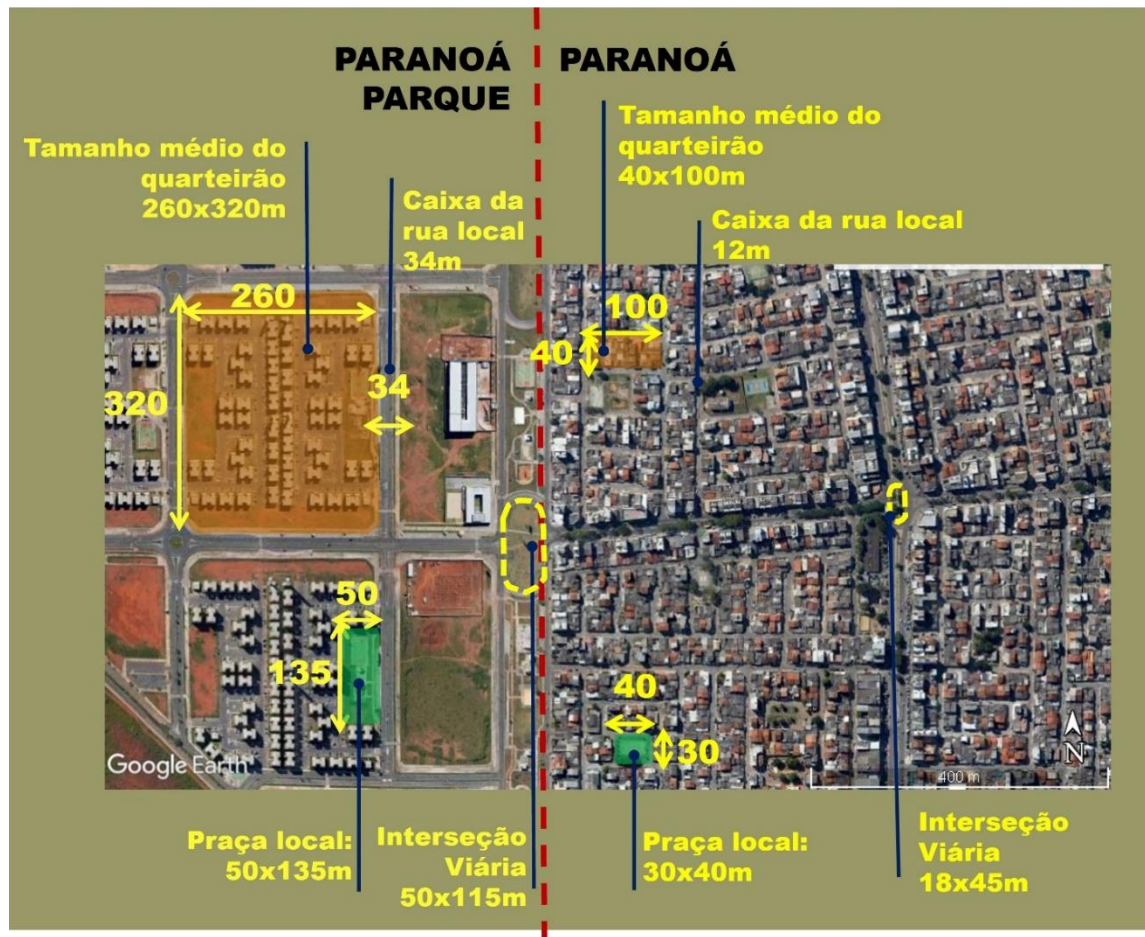 PARANOÁ
PARQUE
PARANOÁ
Tamanho médio do
quarteirão
260x320m
Caixa da
rua local
34m
Tamanho médio do
quarteirão
40x100m
Caixa da rua local
12m
260
320
34
100
40
50
135
40
30
Google Earth
N
400 m
Praça local:
50x135m
Interseção
Viária
50x115m
Praça local:
30x40m
Interseção
Viária
18x45m